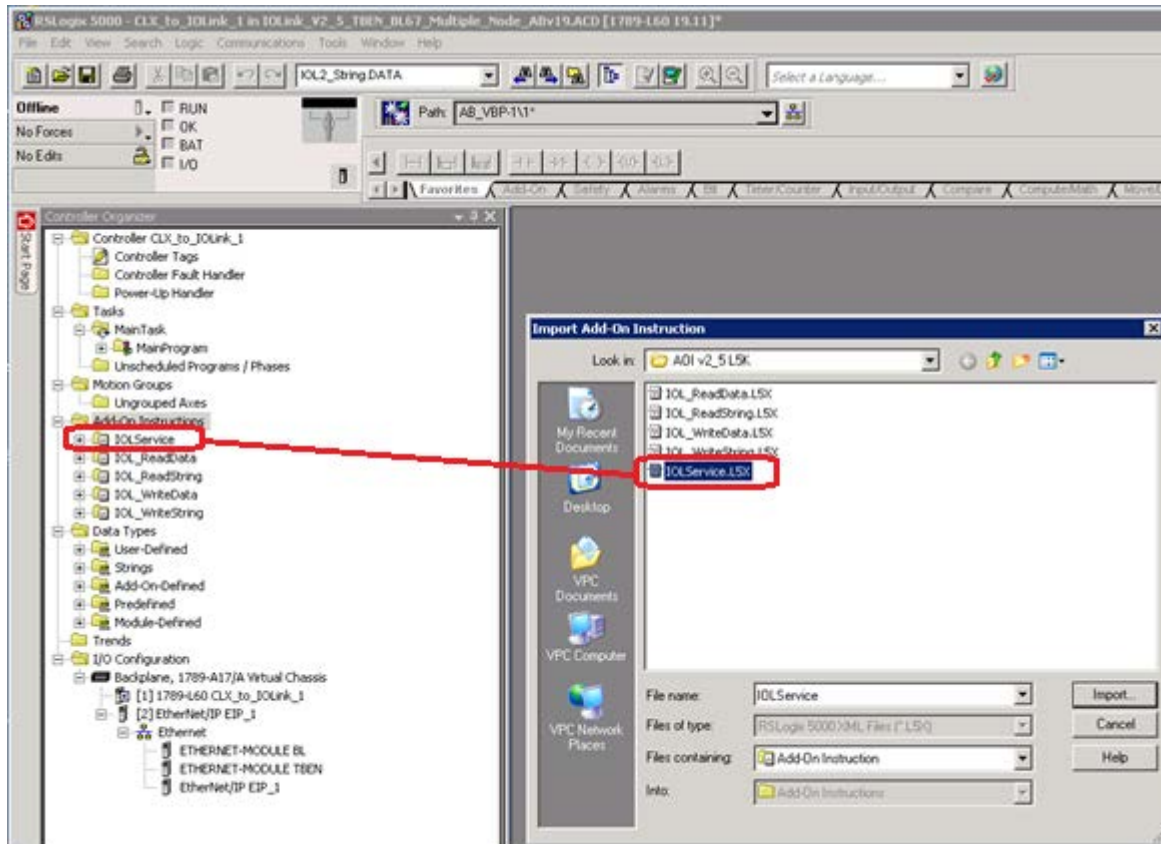 RSLogix 5000 - CLX_to_IOLink_1 in IOLink_V2_5_TBEN_BL67_Multiple_Node_ABv19.ACD [1789-L60 19.11]*
File Edit View Search Logic Communications Tools Window Help
IOL2_String.DATA
Select a Language...
Offline
RUN
No Forces
OK
No Edits
BAT
I/O
Path: AB_VBP-1\1*
Favorites Add-On Safety Alarms Bit Timer/Counter Input/Output Compare Compute/Math
Start Page
Controller Organizer
Controller CLX_to_IOLink_1
Controller Tags
Controller Fault Handler
Power-Up Handler
Tasks
MainTask
MainProgram
Unscheduled Programs / Phases
Motion Groups
Ungrouped Axes
Add-On Instructions
IOLService
IOL_ReadData
IOL_ReadString
IOL_WriteData
IOL_WriteString
Data Types
User-Defined
Strings
Add-On-Defined
Predefined
Module-Defined
Trends
I/O Configuration
Backplane, 1789-A17/A Virtual Chassis
[1] 1789-L60 CLX_to_IOLink_1
[2] EtherNet/IP EIP_1
Ethernet
ETHERNET-MODULE BL
ETHERNET-MODULE TBEN
EtherNet/IP EIP_1
Import Add-On Instruction
Look in: AOI v2_5 L5K
IOL_ReadData.L5X
IOL_ReadString.L5X
IOL_WriteData.L5X
IOL_WriteString.L5X
IOLService.L5X
My Recent
Documents
Desktop
VPC
Documents
VPC Computer
VPC Network
Places
File name: IOLService
Import...
Files of type: RSLogix 5000 XML Files (*.L5X)
Cancel
Files containing: Add-On Instruction
Help
Into: Add-On Instructions